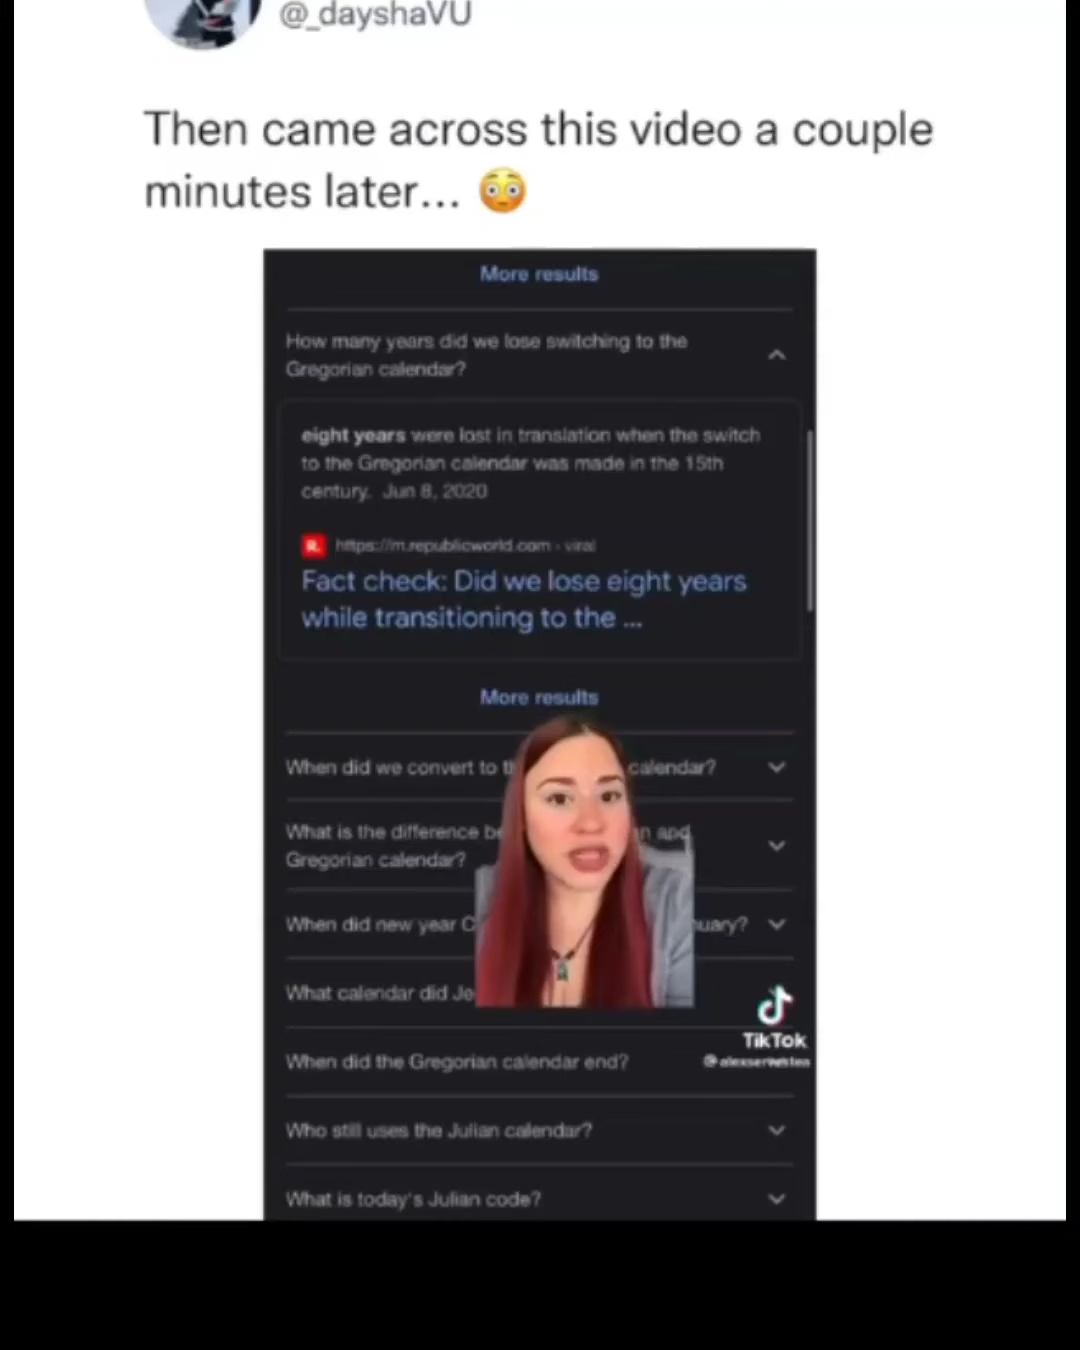 @_dayshaVU
Then came across this video a couple
minutes later... 😳
More results
How many years did we lose switching to the
Gregorian calendar?
eight years were lost in translation when the switch
to the Gregorian calendar was made in the 15th
century. Jun 8, 2020
R.
https://m.republicworld.com › viral
Fact check: Did we lose eight years
while transitioning to the ...
More results
When did we convert to calendar?
What is the difference and
Gregorian calendar?
When did new year
What calendar did
TikTok
When did the Gregorian calendar end?
Who still uses the Julian calendar?
What is today's Julian code?